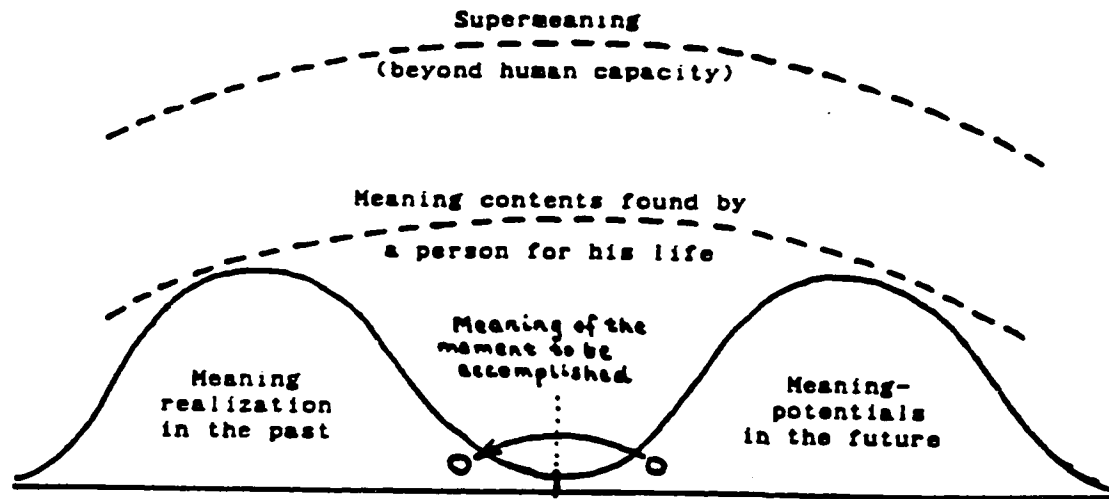 Supermeaning
(beyond human capacity)
Meaning contents found by
a person for his life
Meaning of the
moment to be
accomplished
Meaning
realization
in the past
Meaning-
potentials
in the future